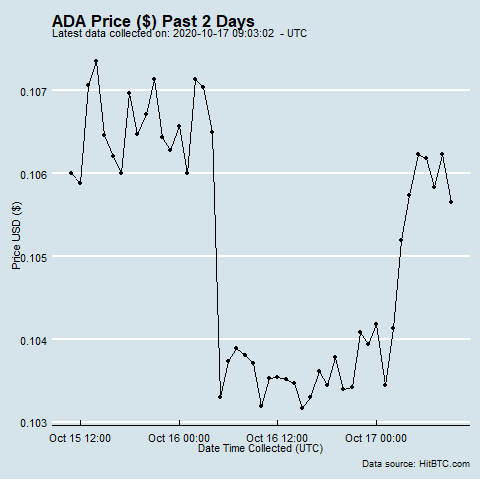 ADA Price ($) Past 2 Days
Latest data collected on: 2020-10-17 09:03:02 - UTC
0.107
0.106
0.105
0.104
0.103
Price USD ($)
Oct 15 12:00
Oct 16 00:00
Oct 16 12:00
Oct 17 00:00
Date Time Collected (UTC)
Data source: HitBTC.com